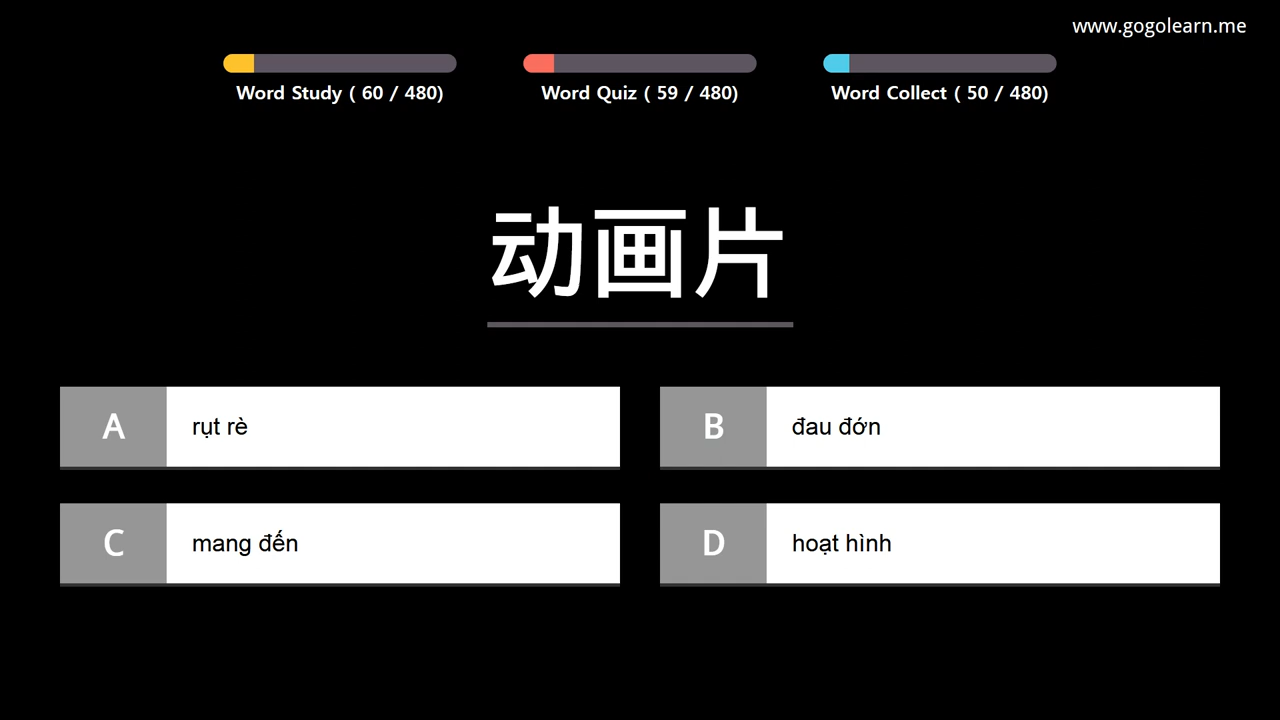 www.gogolearn.me
Word Study ( 60 / 480)
Word Quiz ( 59 / 480)
Word Collect ( 50 / 480)
动画片
A rụt rè
B đau đớn
C mang đến
D hoạt hình